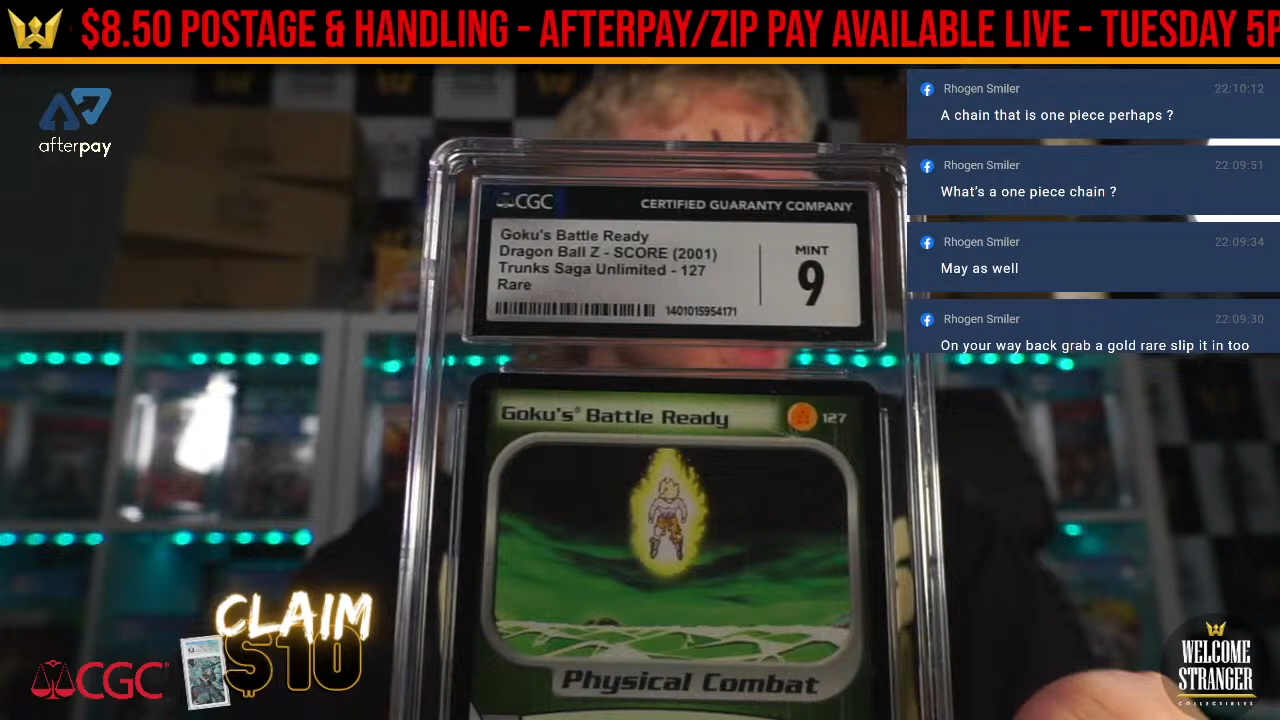 $8.50 POSTAGE & HANDLING - AFTERPAY/ZIP PAY AVAILABLE LIVE - TUESDAY 5P
afterpay
Rhogen Smiler 22:10:12
A chain that is one piece perhaps ?
Rhogen Smiler 22:09:51
What's a one piece chain ?
Rhogen Smiler 22:09:34
May as well
Rhogen Smiler 22:09:30
On your way back grab a gold rare slip it in too
CGC CERTIFIED GUARANTY COMPANY
Goku's Battle Ready
Dragon Ball Z - SCORE (2001)
Trunks Saga Unlimited - 127
Rare
1401015954171
MINT
9
Goku's® Battle Ready 127
Physical Combat
CLAIM
$10
CGC®
WELCOME
STRANGER
COLLECTIBLES